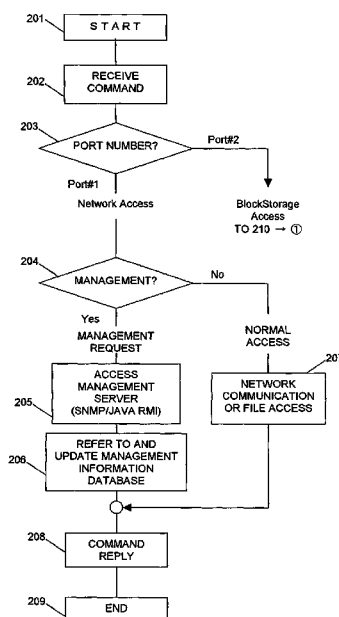 201
START
202
RECEIVE
COMMAND
203
PORT NUMBER?
Port#2
Port#1
Network Access
BlockStorage
Access
TO 210 → ①
204
MANAGEMENT?
No
Yes
MANAGEMENT
REQUEST
NORMAL
ACCESS
205
ACCESS
MANAGEMENT
SERVER
(SNMP/JAVA RMI)
NETWORK
COMMUNICATION
OR FILE ACCESS
206
REFER TO AND
UPDATE MANAGEMENT
INFORMATION
DATABASE
208
COMMAND
REPLY
209
END